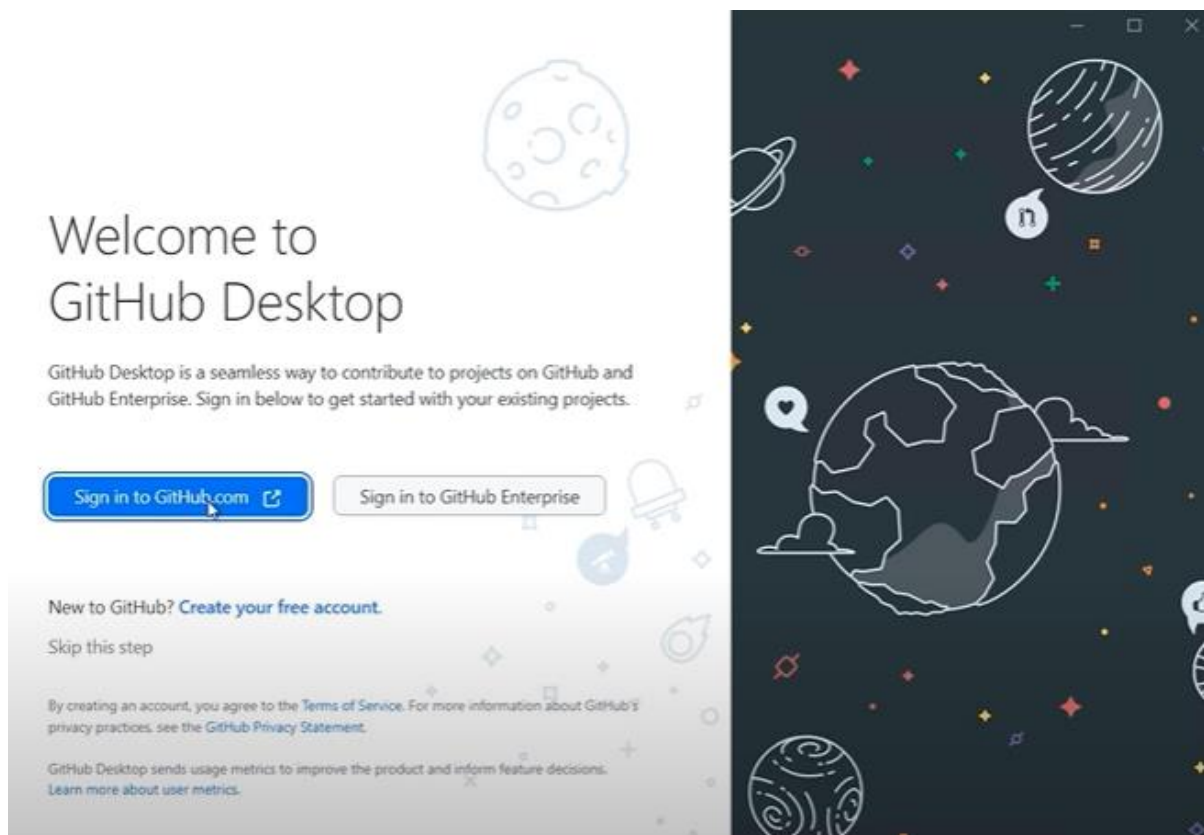 Welcome to
GitHub Desktop
GitHub Desktop is a seamless way to contribute to projects on GitHub and
GitHub Enterprise. Sign in below to get started with your existing projects.
Sign in to GitHub.com
Sign in to GitHub Enterprise
New to GitHub? Create your free account.
Skip this step
By creating an account, you agree to the Terms of Service. For more information about GitHub's
privacy practices, see the GitHub Privacy Statement.
GitHub Desktop sends usage metrics to improve the product and inform feature decisions.
Learn more about user metrics.